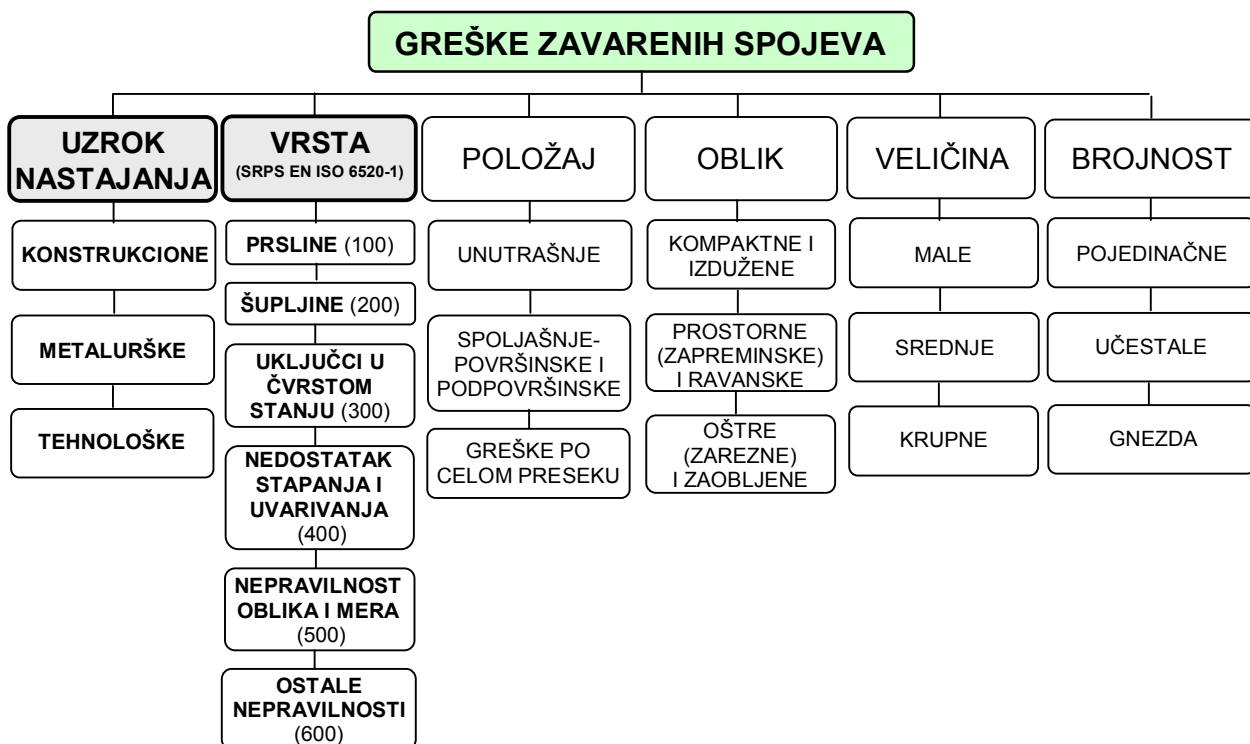 GREŠKE ZAVARENIH SPOJEVA
UZROK
NASTAJANJA
KONSTRUKCIONE
METALURŠKE
TEHNOLOŠKE
VRSTA
(SRPS EN ISO 6520-1)
PRSLINE (100)
ŠUPLJINE (200)
UKLJUČCI U
ČVRSTOM
STANJU (300)
NEDOSTATAK
STAPANJA I
UVARIVANJA
(400)
NEPRAVILNOST
OBLIKA I MERA
(500)
OSTALE
NEPRAVILNOSTI
(600)
POLOŽAJ
UNUTRAŠNJE
SPOLJAŠNJE-
POVRŠINSKE I
PODPOVRŠINSKE
GREŠKE PO
CELOM PRESEKU
OBLIK
KOMPAKTNE I
IZDUŽENE
PROSTORNE
(ZAPREMINSKE)
I RAVANSKE
OŠTRE
(ZAREZNE)
I ZAOBLJENE
VELIČINA
MALE
SREDNJE
KRUPNE
BROJNOST
POJEDINAČNE
UČESTALE
GNEZDA